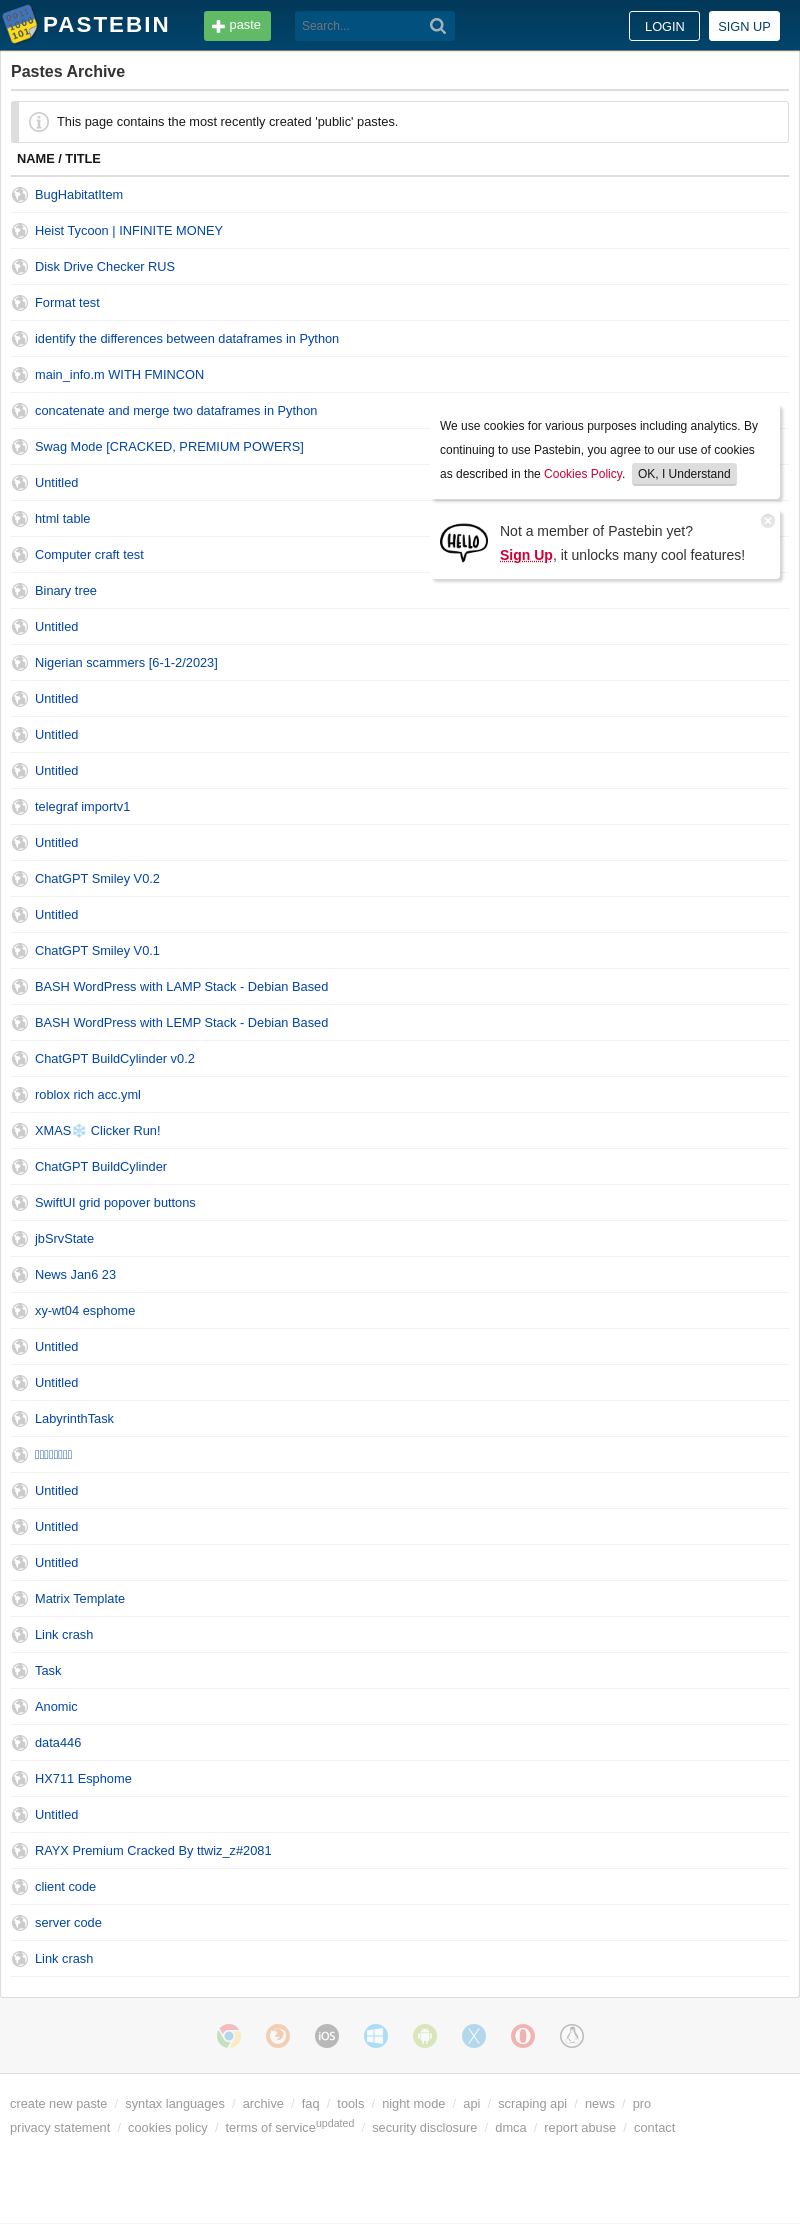 PASTEBIN paste Search... LOGIN SIGN UP
Pastes Archive
This page contains the most recently created 'public' pastes.
NAME / TITLE
BugHabitatItem
Heist Tycoon | INFINITE MONEY
Disk Drive Checker RUS
Format test
identify the differences between dataframes in Python
main_info.m WITH FMINCON
concatenate and merge two dataframes in Python
Swag Mode [CRACKED, PREMIUM POWERS]
Untitled
html table
Computer craft test
Binary tree
Untitled
Nigerian scammers [6-1-2/2023]
Untitled
Untitled
Untitled
telegraf importv1
Untitled
ChatGPT Smiley V0.2
Untitled
ChatGPT Smiley V0.1
BASH WordPress with LAMP Stack - Debian Based
BASH WordPress with LEMP Stack - Debian Based
ChatGPT BuildCylinder v0.2
roblox rich acc.yml
XMAS❄️ Clicker Run!
ChatGPT BuildCylinder
SwiftUI grid popover buttons
jbSrvState
News Jan6 23
xy-wt04 esphome
Untitled
Untitled
LabyrinthTask
Untitled
Untitled
Untitled
Matrix Template
Link crash
Task
Anomic
data446
HX711 Esphome
Untitled
RAYX Premium Cracked By ttwiz_z#2081
client code
server code
Link crash
We use cookies for various purposes including analytics. By
continuing to use Pastebin, you agree to our use of cookies
as described in the Cookies Policy. OK, I Understand
HELLO
Not a member of Pastebin yet?
Sign Up, it unlocks many cool features!
iOS
create new paste / syntax languages / archive / faq / tools / night mode / api / scraping api / news / pro
privacy statement / cookies policy / terms of serviceupdated / security disclosure / dmca / report abuse / contact